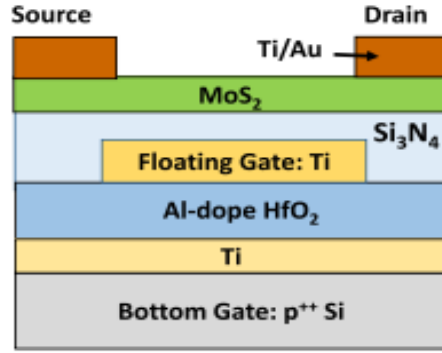 Source Drain
Ti/Au
MoS₂
Si₃N₄
Floating Gate: Ti
Al-dope HfO₂
Ti
Bottom Gate: p⁺⁺ Si